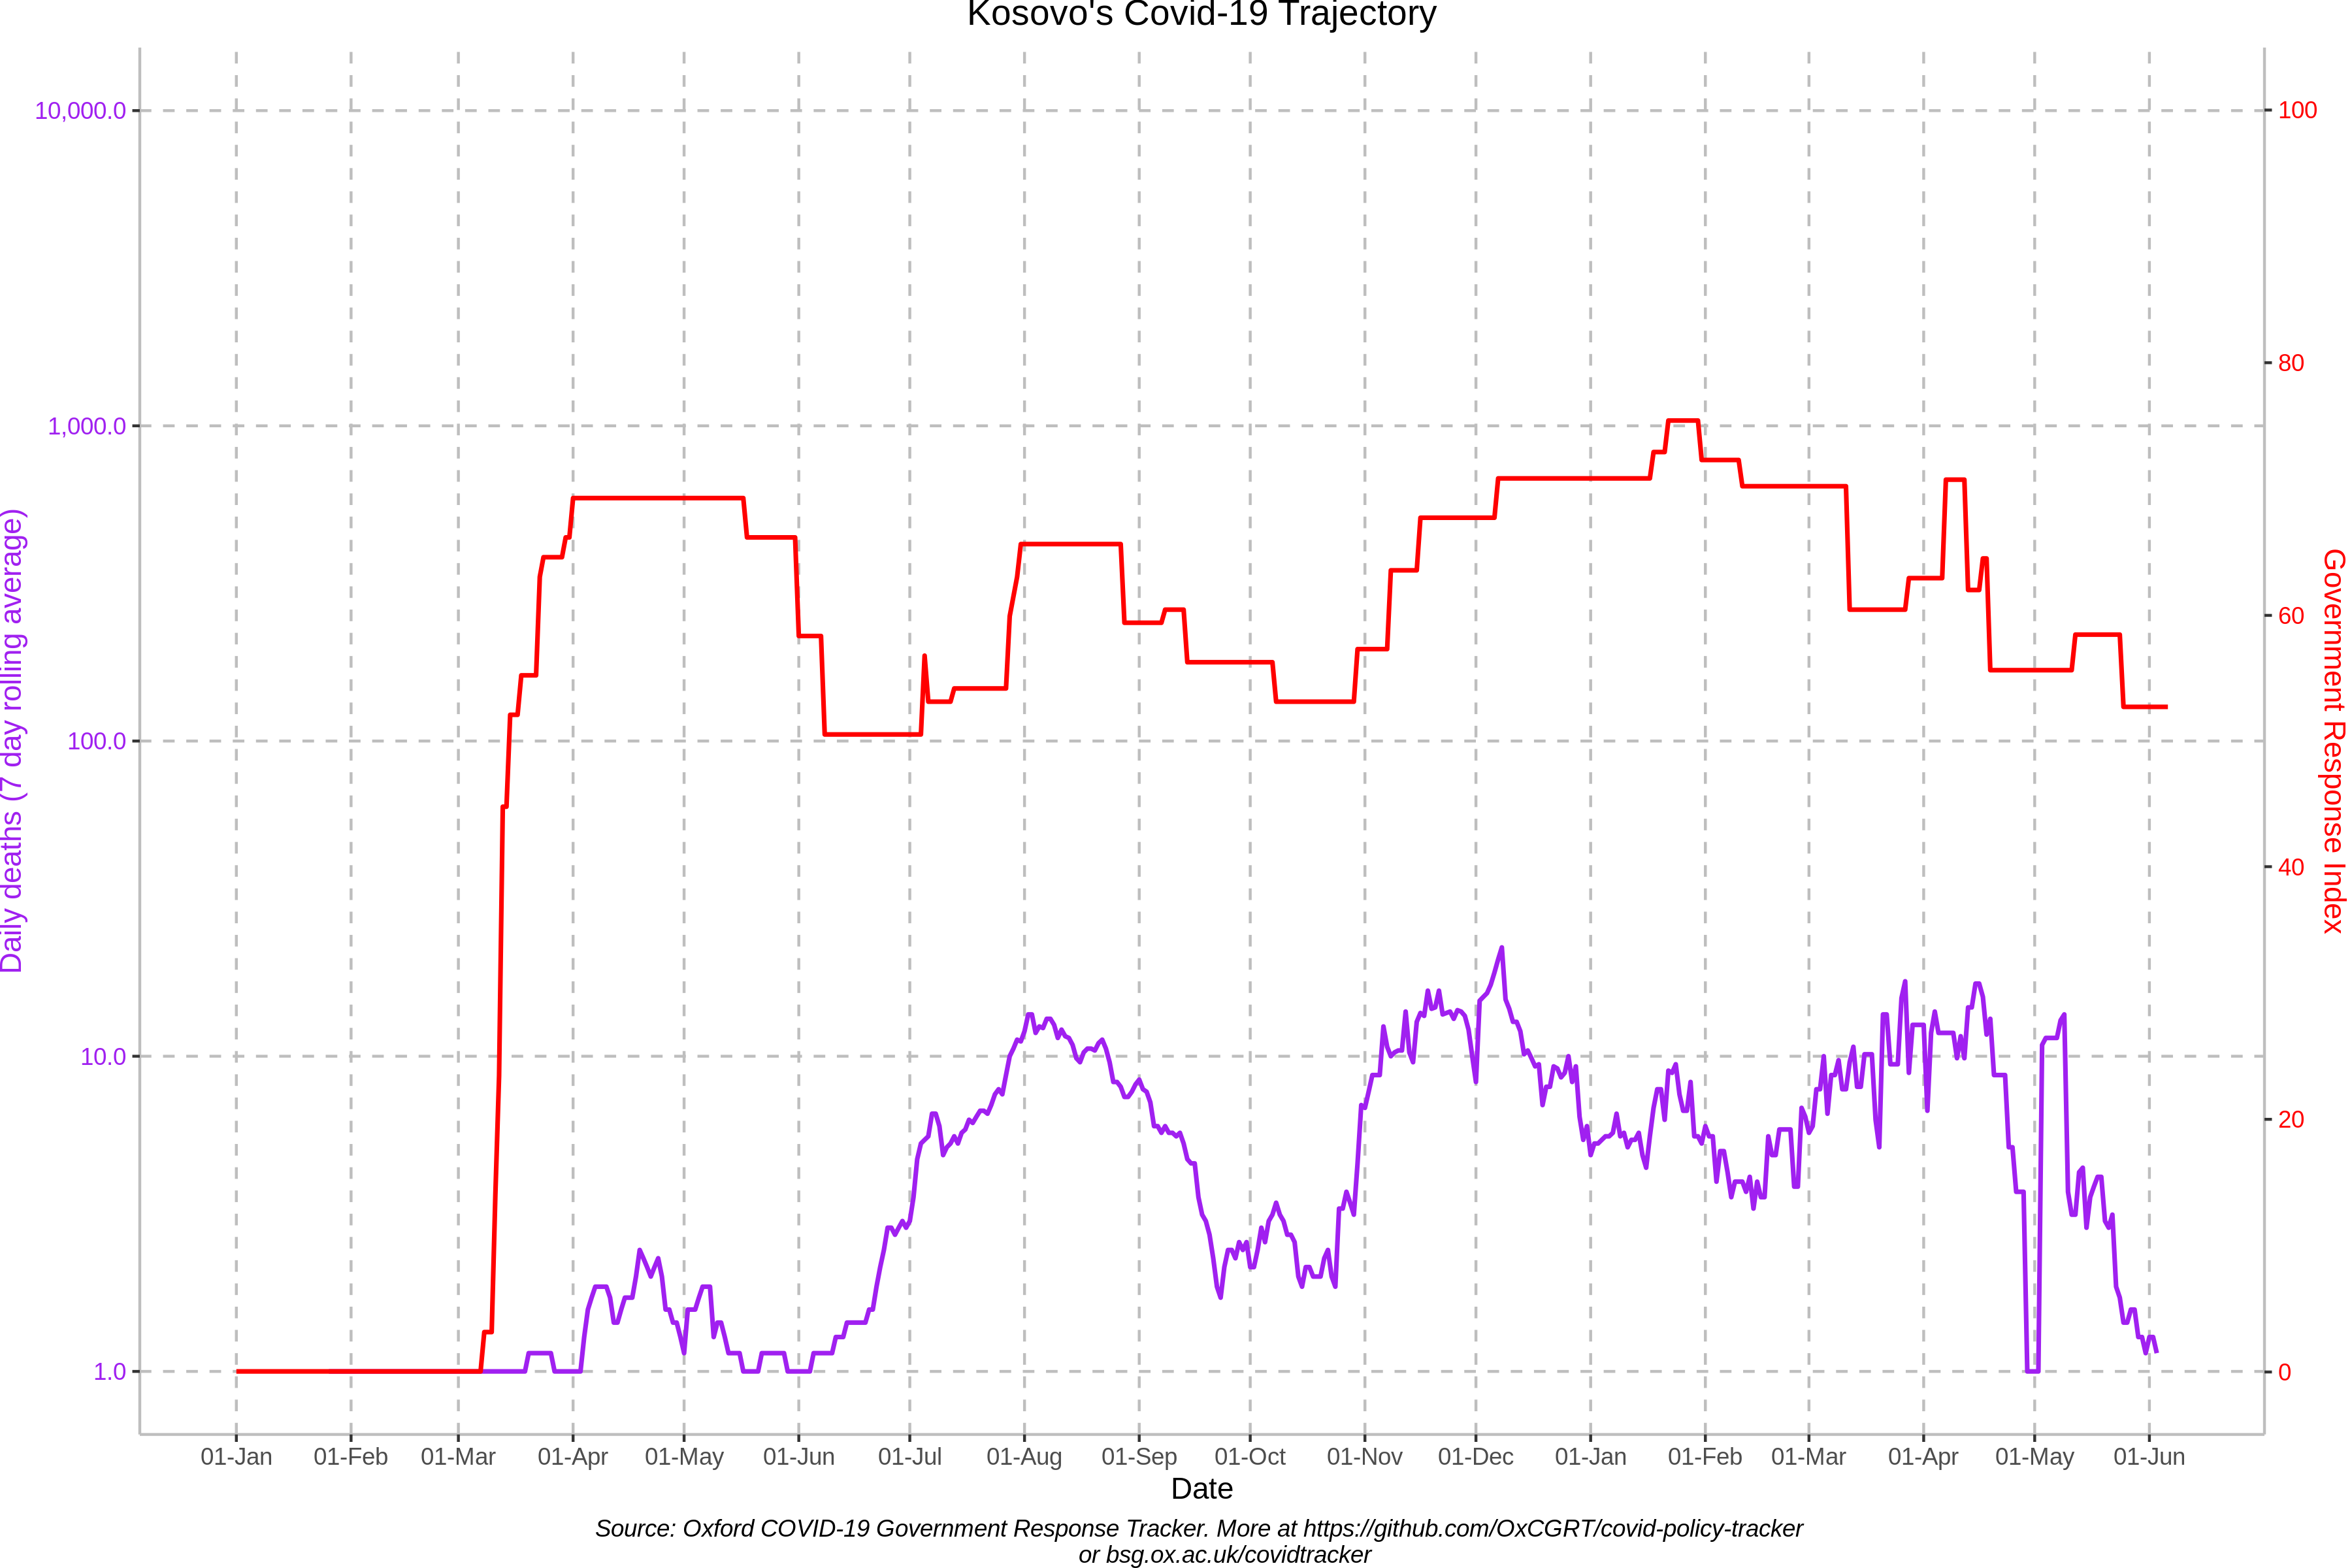 Kosovo's Covid-19 Trajectory
10,000.0
1,000.0
100.0
10.0
1.0
Daily deaths (7 day rolling average)
100
80
60
40
20
0
Government Response Index
01-Jan 01-Feb 01-Mar 01-Apr 01-May 01-Jun 01-Jul 01-Aug 01-Sep 01-Oct 01-Nov 01-Dec 01-Jan 01-Feb 01-Mar 01-Apr 01-May 01-Jun
Date
Source: Oxford COVID-19 Government Response Tracker. More at https://github.com/OxCGRT/covid-policy-tracker
or bsg.ox.ac.uk/covidtracker